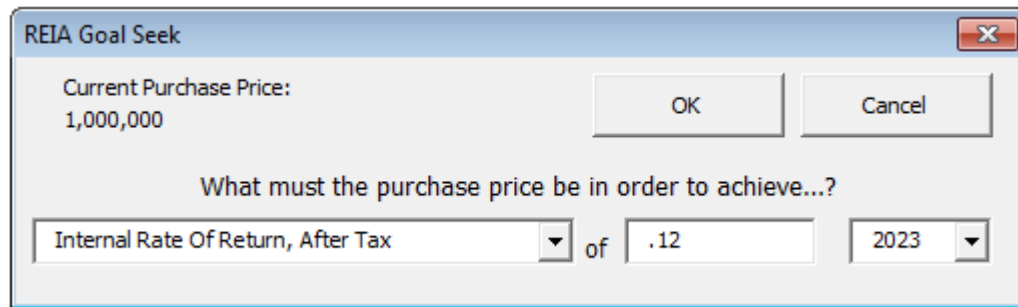 REIA Goal Seek
Current Purchase Price:
1,000,000
OK
Cancel
What must the purchase price be in order to achieve...?
Internal Rate Of Return, After Tax of .12 2023